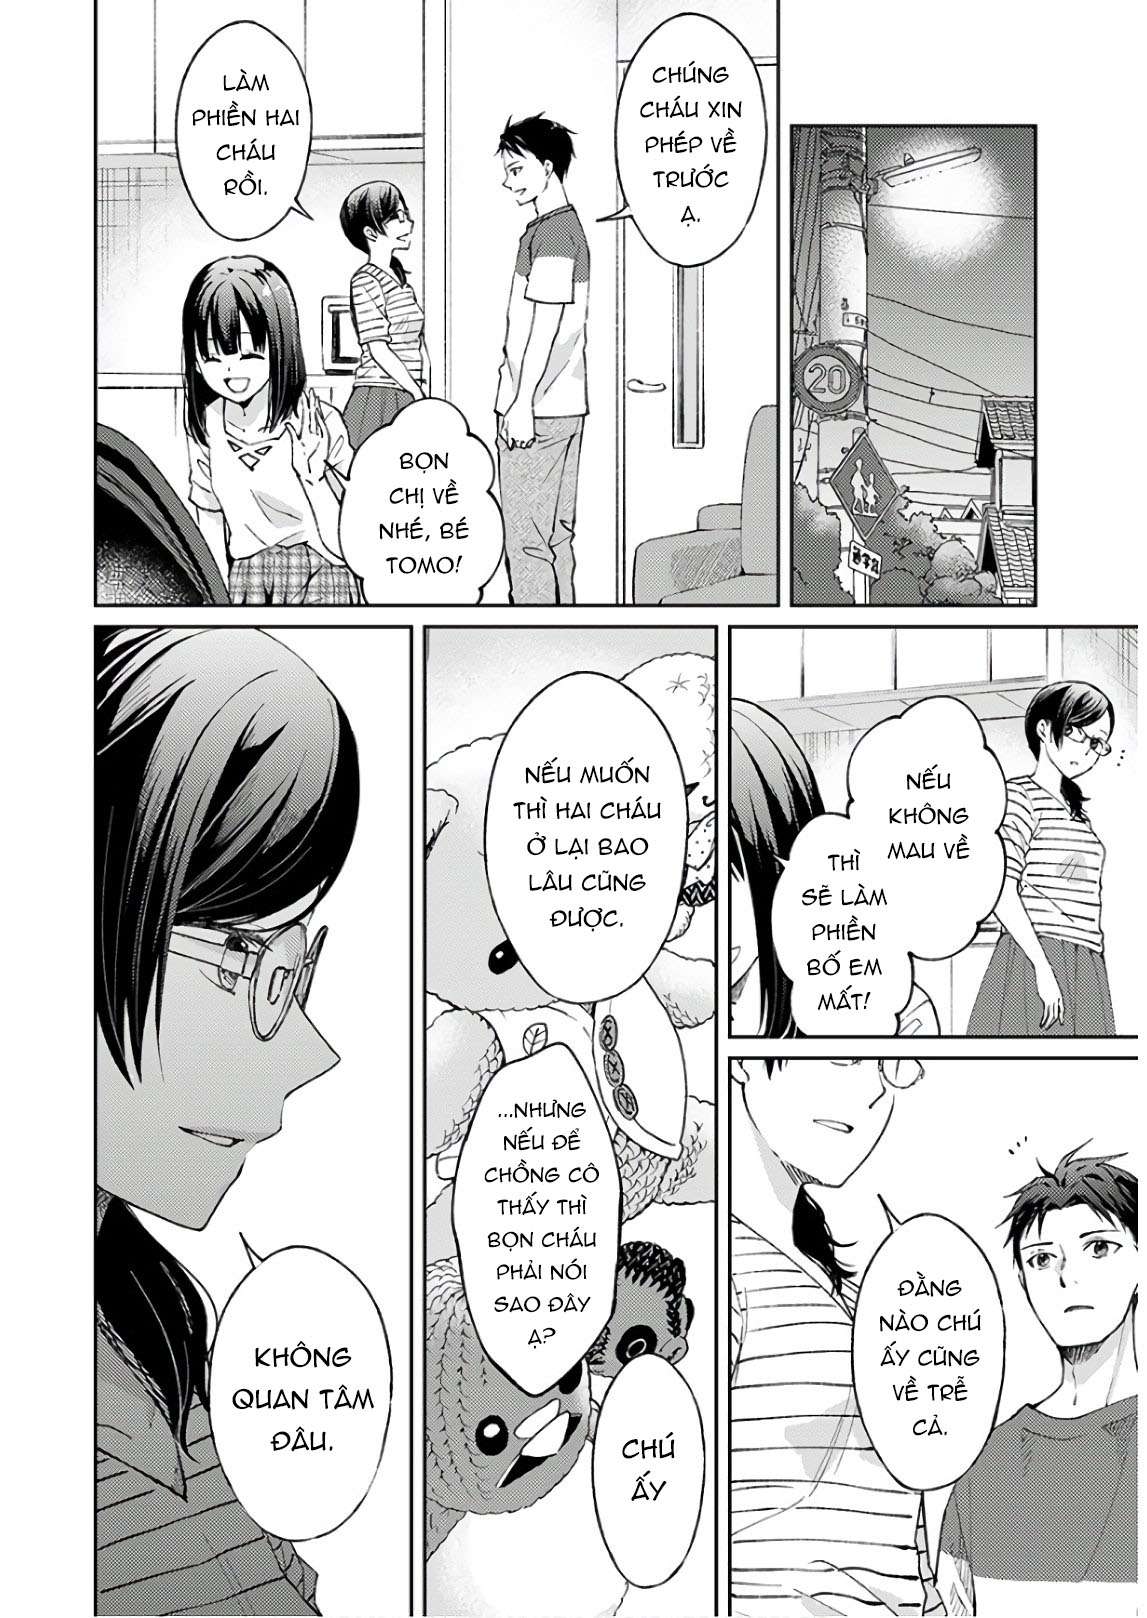 CHÚNG
CHÁU XIN
PHÉP VỀ
TRƯỚC
Ạ.
LÀM
PHIỀN HAI
CHÁU
RỒI.
BỌN
CHỊ VỀ
NHÉ, BÉ
TOMO!
20
NẾU
KHÔNG
MAU VỀ
THÌ
SẼ LÀM
PHIỀN
BỐ EM
MẤT!
ĐẰNG
NÀO CHÚ
ẤY CŨNG
VỀ TRỄ
CẢ.
NẾU MUỐN
THÌ HAI CHÁU
Ở LẠI BAO
LÂU CŨNG
ĐƯỢC.
...NHƯNG
NẾU ĐỂ
CHỒNG CÔ
THẤY THÌ
BỌN CHÁU
PHẢI NÓI
SAO ĐÂY
Ạ?
CHÚ
ẤY
KHÔNG
QUAN TÂM
ĐÂU.